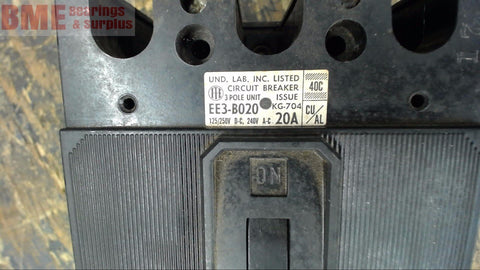 BME Bearings
& surplus
UND. LAB, INC. LISTED
CIRCUIT BREAKER
ITE 3 POLE UNIT ISSUE
EE3-B020 KG-704
125/250V D-C, 240V A-C 20A
40C
CU/
AL
ON